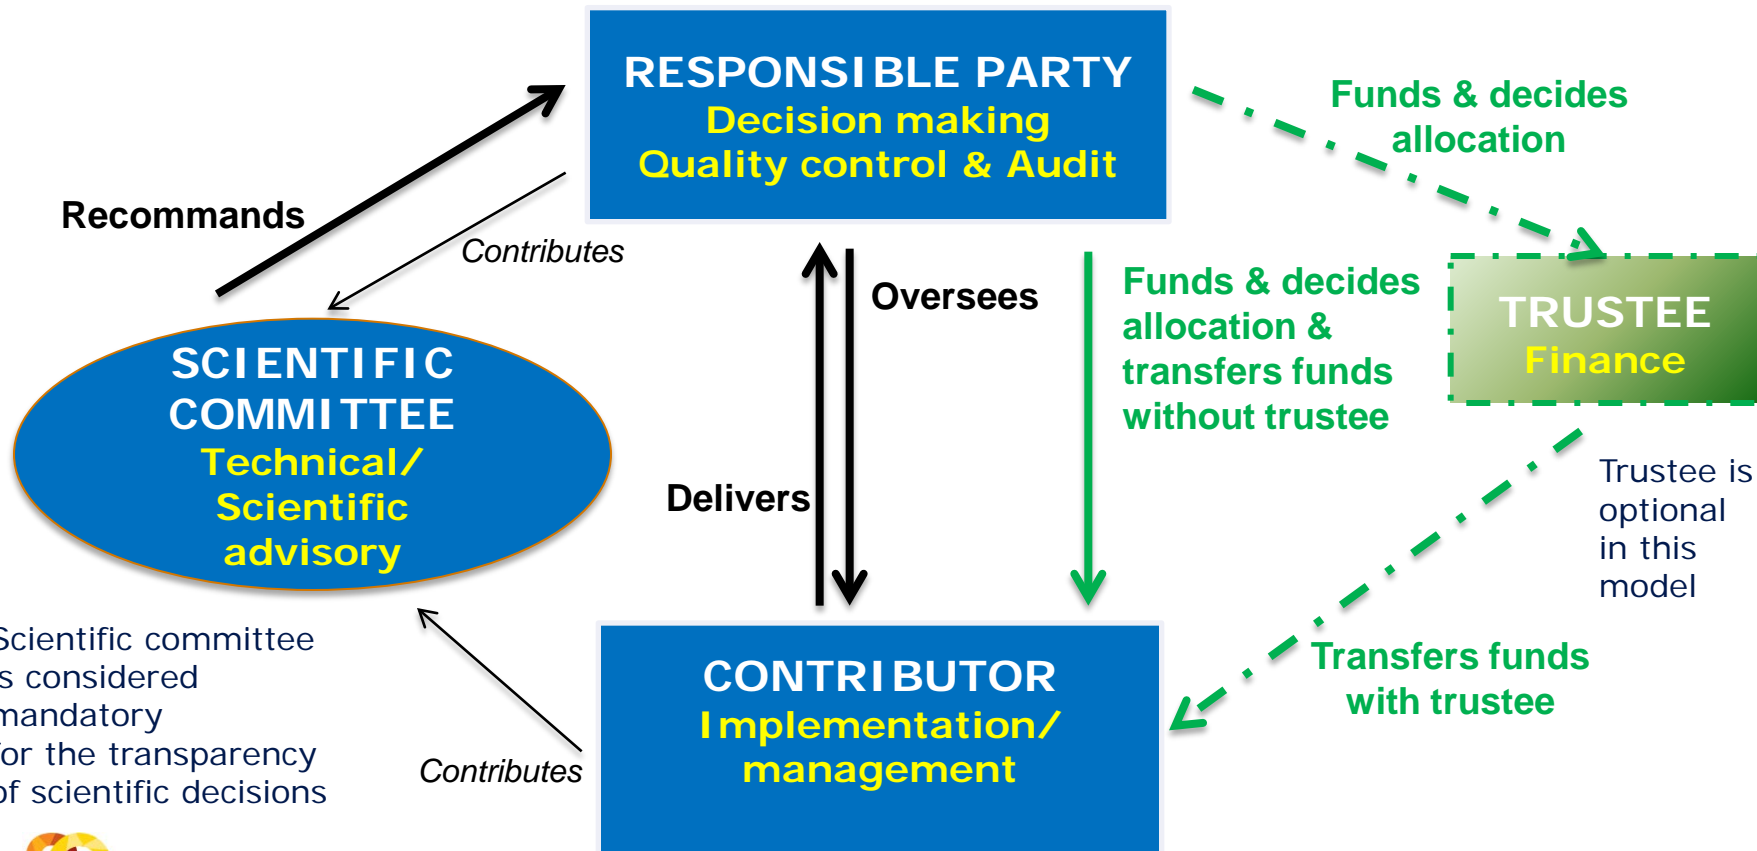 RESPONSIBLE PARTY
Decision making
Quality control & Audit
Funds & decides
allocation
Recommands
Contributes
Oversees
Funds & decides
allocation &
transfers funds
without trustee
TRUSTEE
Finance
SCIENTIFIC
COMMITTEE
Technical/
Scientific
advisory
Delivers
Trustee is
optional
in this
model
Scientific committee
s considered
mandatory
for the transparency
of scientific decisions
Contributes
CONTRIBUTOR
Implementation/
management
Transfers funds
with trustee